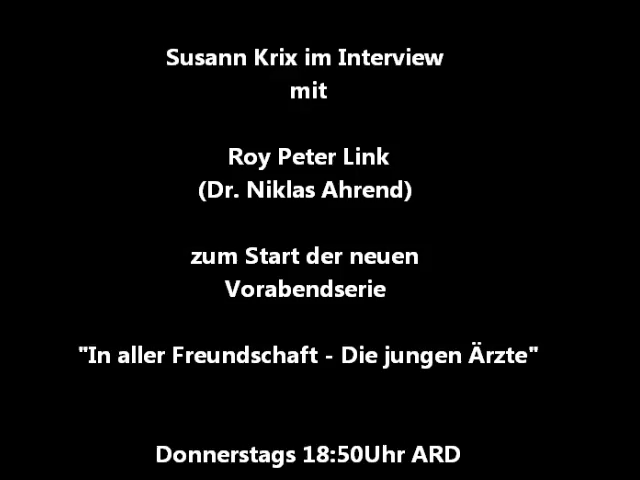 Susann Krix im Interview
mit
Roy Peter Link
(Dr. Niklas Ahrend)
zum Start der neuen
Vorabendserie
"In aller Freundschaft - Die jungen Ärzte"
Donnerstags 18:50Uhr ARD